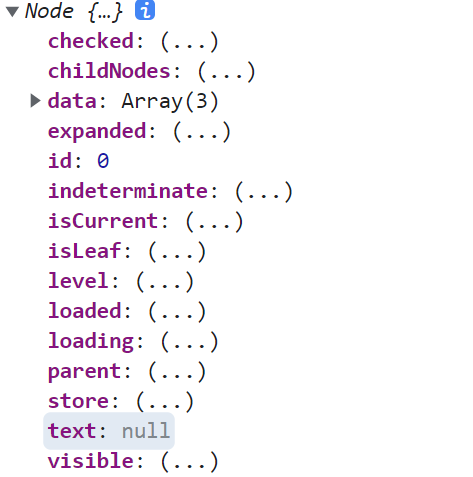 Node {…} i
checked: (...)
childNodes: (...)
data: Array(3)
expanded: (...)
id: 0
indeterminate: (...)
isCurrent: (...)
isLeaf: (...)
level: (...)
loaded: (...)
loading: (...)
parent: (...)
store: (...)
text: null
visible: (...)